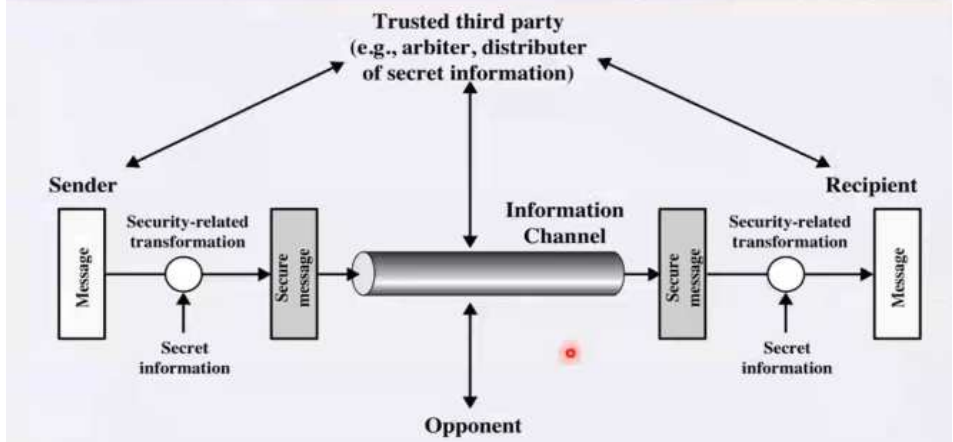 Trusted third party
(e.g., arbiter, distributer
of secret information)
Sender
Recipient
Information
Channel
Security-related
transformation
Security-related
transformation
Message
Secure
message
Secure
message
Message
Secret
information
Secret
information
Opponent